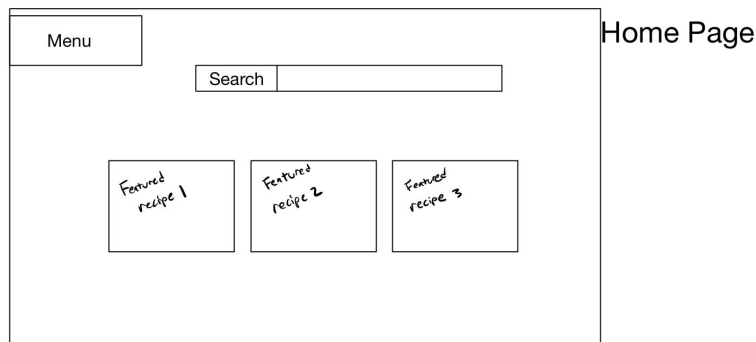 Menu
Home Page
Search
Featured
recipe 1
Featured
recipe 2
Featured
recipe 3